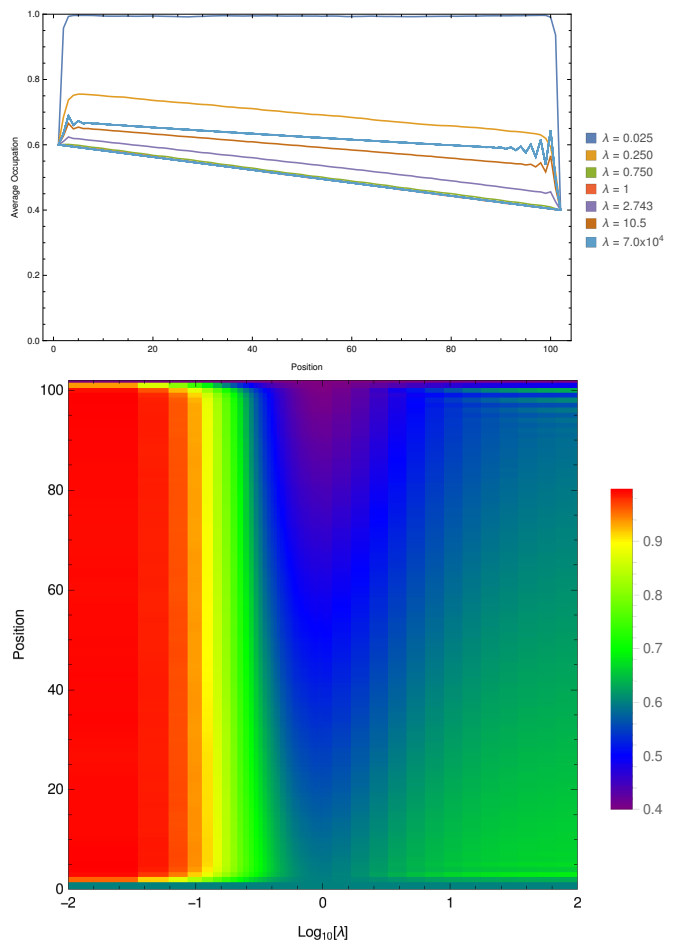 1.0
0.8
0.6
0.4
0.2
0.0
Average Occupation
0 20 40 60 80 100
Position
λ = 0.025
λ = 0.250
λ = 0.750
λ = 1
λ = 2.743
λ = 10.5
λ = 7.0x10⁴
100
80
60
40
20
0
Position
−2 −1 0 1 2
Log₁₀[λ]
0.9
0.8
0.7
0.6
0.5
0.4